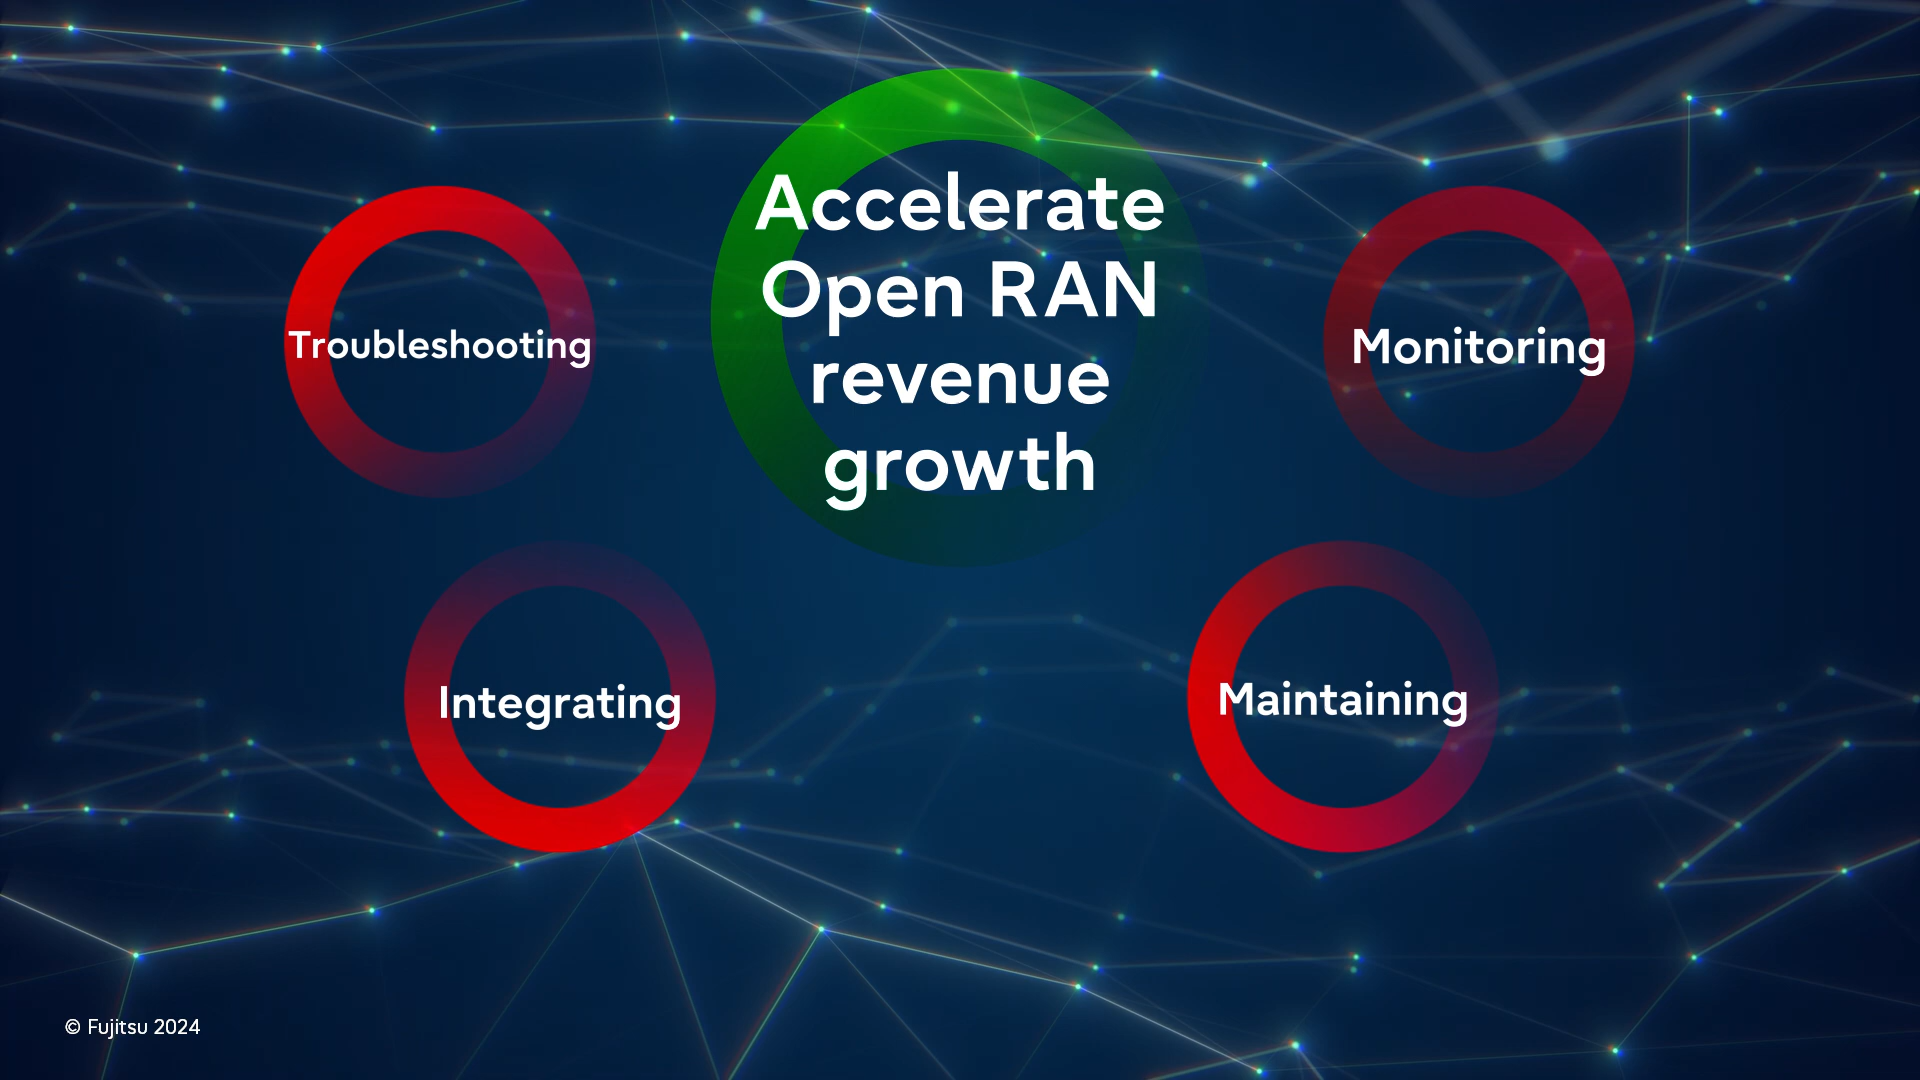 Accelerate
Open RAN
revenue
growth
Troubleshooting
Monitoring
Integrating
Maintaining
© Fujitsu 2024